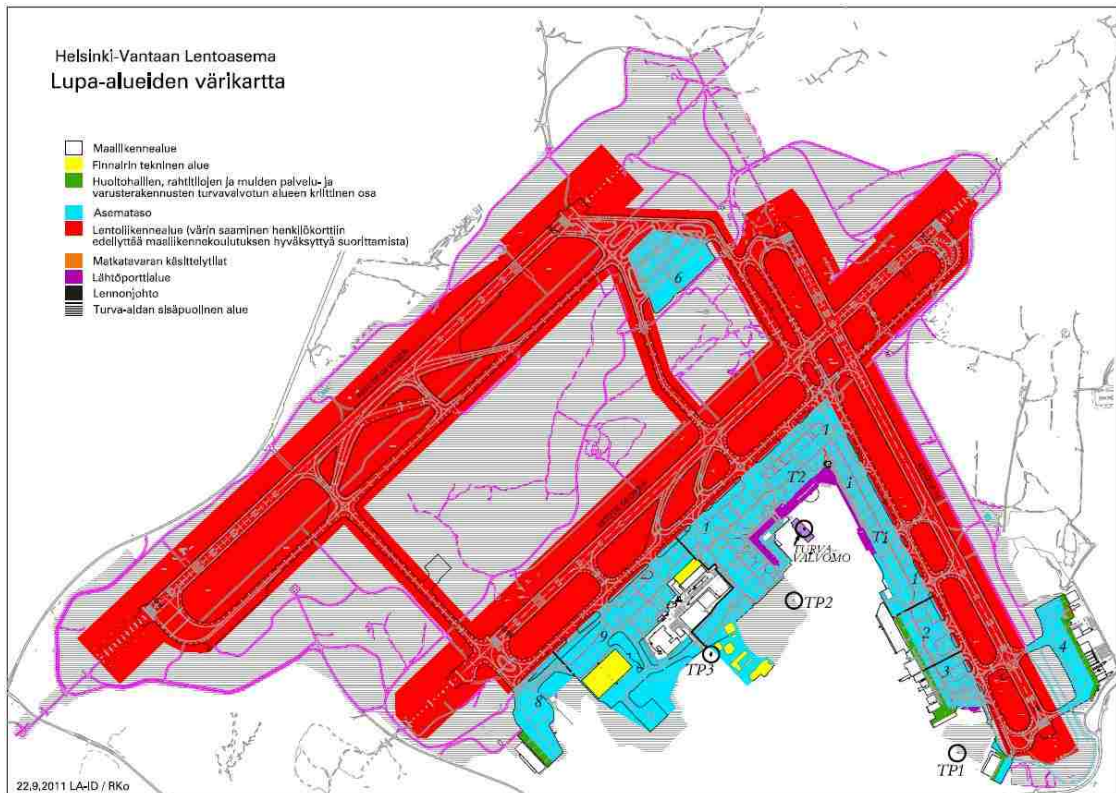 Helsinki-Vantaan Lentoasema
Lupa-alueiden värikartta
Maaliikennealue
Finnairin tekninen alue
Huoltohallien, rahtitilojen ja muiden palvelu- ja
varusterakennusten turvavalvotun alueen kriittinen osa
Asemataso
Lentoliikennealue (värin saaminen henkilökorttiin
edellyttää maaliikennekoulutuksen hyväksyttyä suorittamista)
Matkatavaran käsittelytilat
Lähtöporttialue
Lennonjohto
Turva-aidan sisäpuolinen alue
6
1
T2
1
1
T1
TURVA-
VALVOMO
1
2
TP2
9
2
4
TP3
3
8
TP1
22.9.2011 LA-ID / RKo